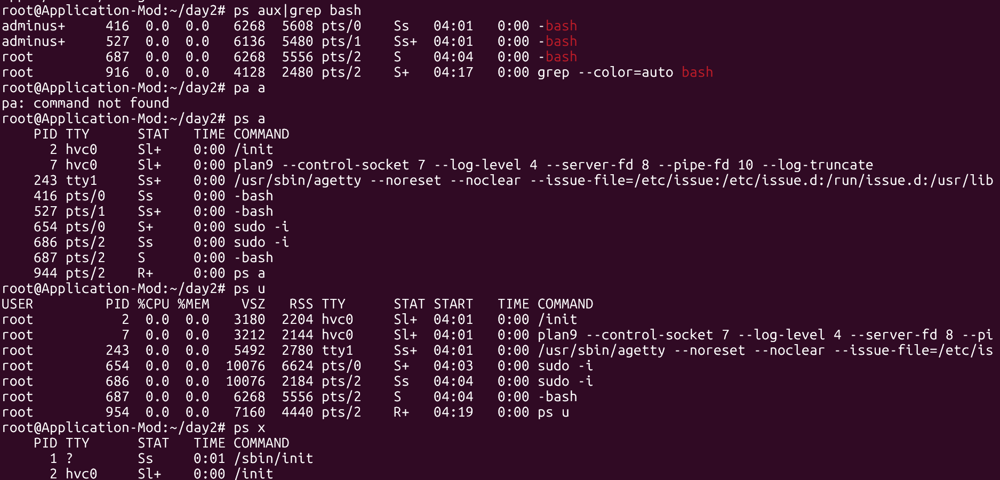 root@Application-Mod:~/day2# ps aux|grep bash
adminus+     416  0.0  0.0   6268  5608 pts/0    Ss   04:01   0:00 -bash
adminus+     527  0.0  0.0   6136  5480 pts/1    Ss+  04:01   0:00 -bash
root         687  0.0  0.0   6268  5556 pts/2    S    04:04   0:00 -bash
root         916  0.0  0.0   4128  2480 pts/2    S+   04:17   0:00 grep --color=auto bash
root@Application-Mod:~/day2# pa a
pa: command not found
root@Application-Mod:~/day2# ps a
    PID TTY      STAT   TIME COMMAND
      2 hvc0     Sl+    0:00 /init
      7 hvc0     Sl+    0:00 plan9 --control-socket 7 --log-level 4 --server-fd 8 --pipe-fd 10 --log-truncate
    243 tty1     Ss+    0:00 /usr/sbin/agetty --noreset --noclear --issue-file=/etc/issue:/etc/issue.d:/run/issue.d:/usr/lib
    416 pts/0    Ss     0:00 -bash
    527 pts/1    Ss+    0:00 -bash
    654 pts/0    S+     0:00 sudo -i
    686 pts/2    Ss     0:00 sudo -i
    687 pts/2    S      0:00 -bash
    944 pts/2    R+     0:00 ps a
root@Application-Mod:~/day2# ps u
USER         PID %CPU %MEM    VSZ   RSS TTY      STAT START   TIME COMMAND
root           2  0.0  0.0   3180  2204 hvc0     Sl+  04:01   0:00 /init
root           7  0.0  0.0   3212  2144 hvc0     Sl+  04:01   0:00 plan9 --control-socket 7 --log-level 4 --server-fd 8 --pi
root         243  0.0  0.0   5492  2780 tty1     Ss+  04:01   0:00 /usr/sbin/agetty --noreset --noclear --issue-file=/etc/is
root         654  0.0  0.0  10076  6624 pts/0    S+   04:03   0:00 sudo -i
root         686  0.0  0.0  10076  2184 pts/2    Ss   04:04   0:00 sudo -i
root         687  0.0  0.0   6268  5556 pts/2    S    04:04   0:00 -bash
root         954  0.0  0.0   7160  4440 pts/2    R+   04:19   0:00 ps u
root@Application-Mod:~/day2# ps x
    PID TTY      STAT   TIME COMMAND
      1 ?        Ss     0:01 /sbin/init
      2 hvc0     Sl+    0:00 /init